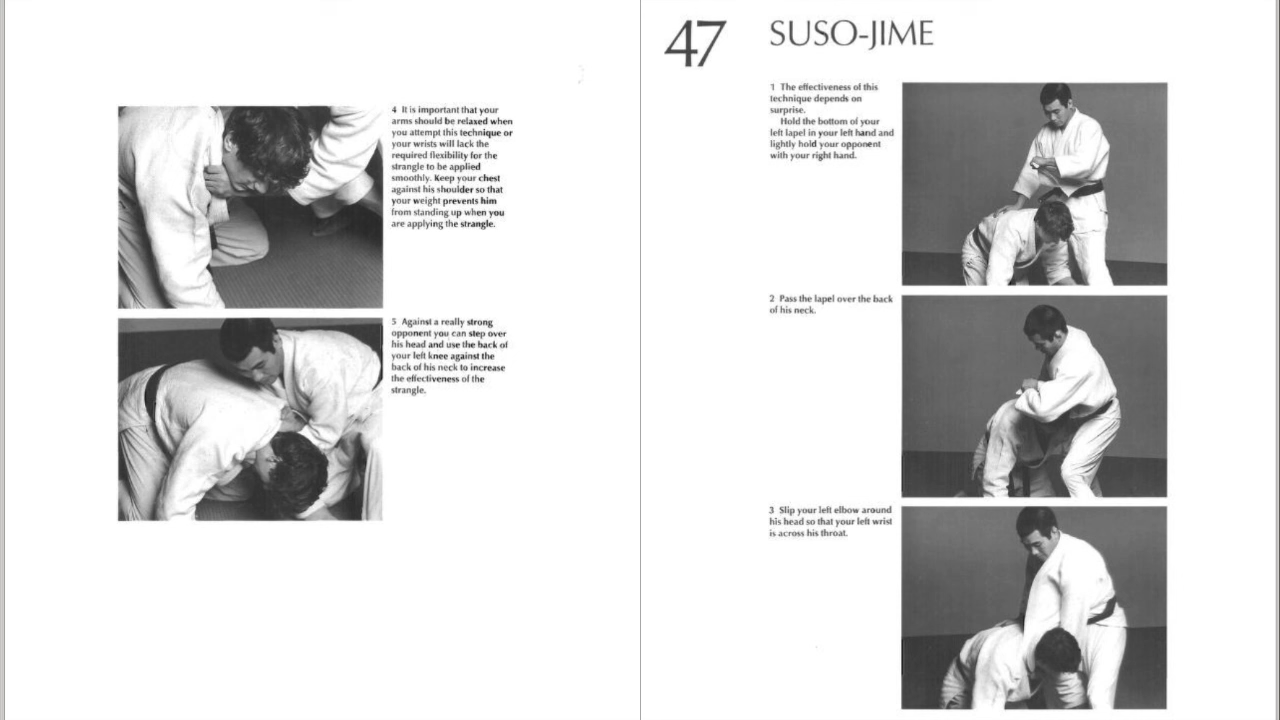 4 It is important that your
arms should be relaxed when
you attempt this technique or
your wrists will lack the
required flexibility for the
strangle to be applied
smoothly. Keep your chest
against his shoulder so that
your weight prevents him
from standing up when you
are applying the strangle.
5 Against a really strong
opponent you can step over
his head and use the back of
your left knee against the
back of his neck to increase
the effectiveness of the
strangle.
47
SUSO-JIME
1 The effectiveness of this
technique depends on
surprise.
Hold the bottom of your
left lapel in your left hand and
lightly hold your opponent
with your right hand.
2 Pass the lapel over the back
of his neck.
3 Slip your left elbow around
his head so that your left wrist
is across his throat.